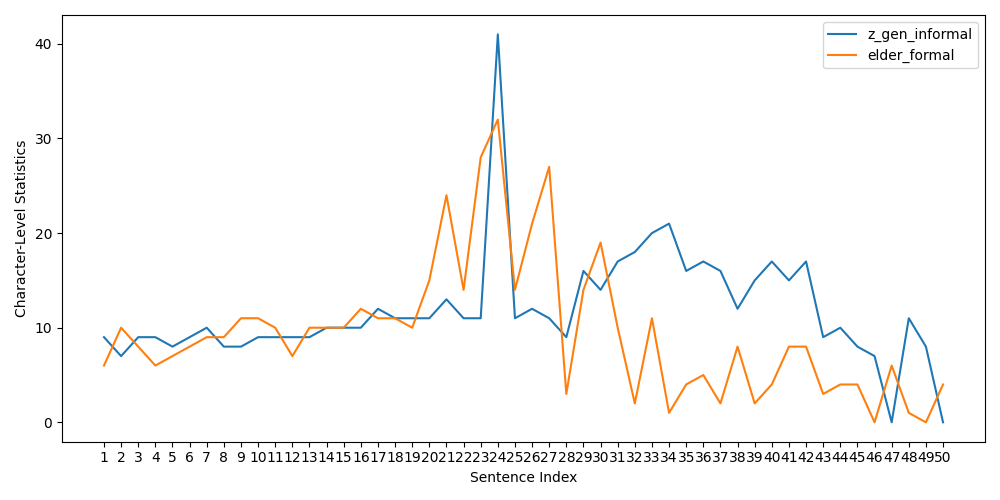 z_gen_informal
elder_formal
Character-Level Statistics
40
30
20
10
0
1 2 3 4 5 6 7 8 9 10 11 12 13 14 15 16 17 18 19 20 21 22 23 24 25 26 27 28 29 30 31 32 33 34 35 36 37 38 39 40 41 42 43 44 45 46 47 48 49 50
Sentence Index